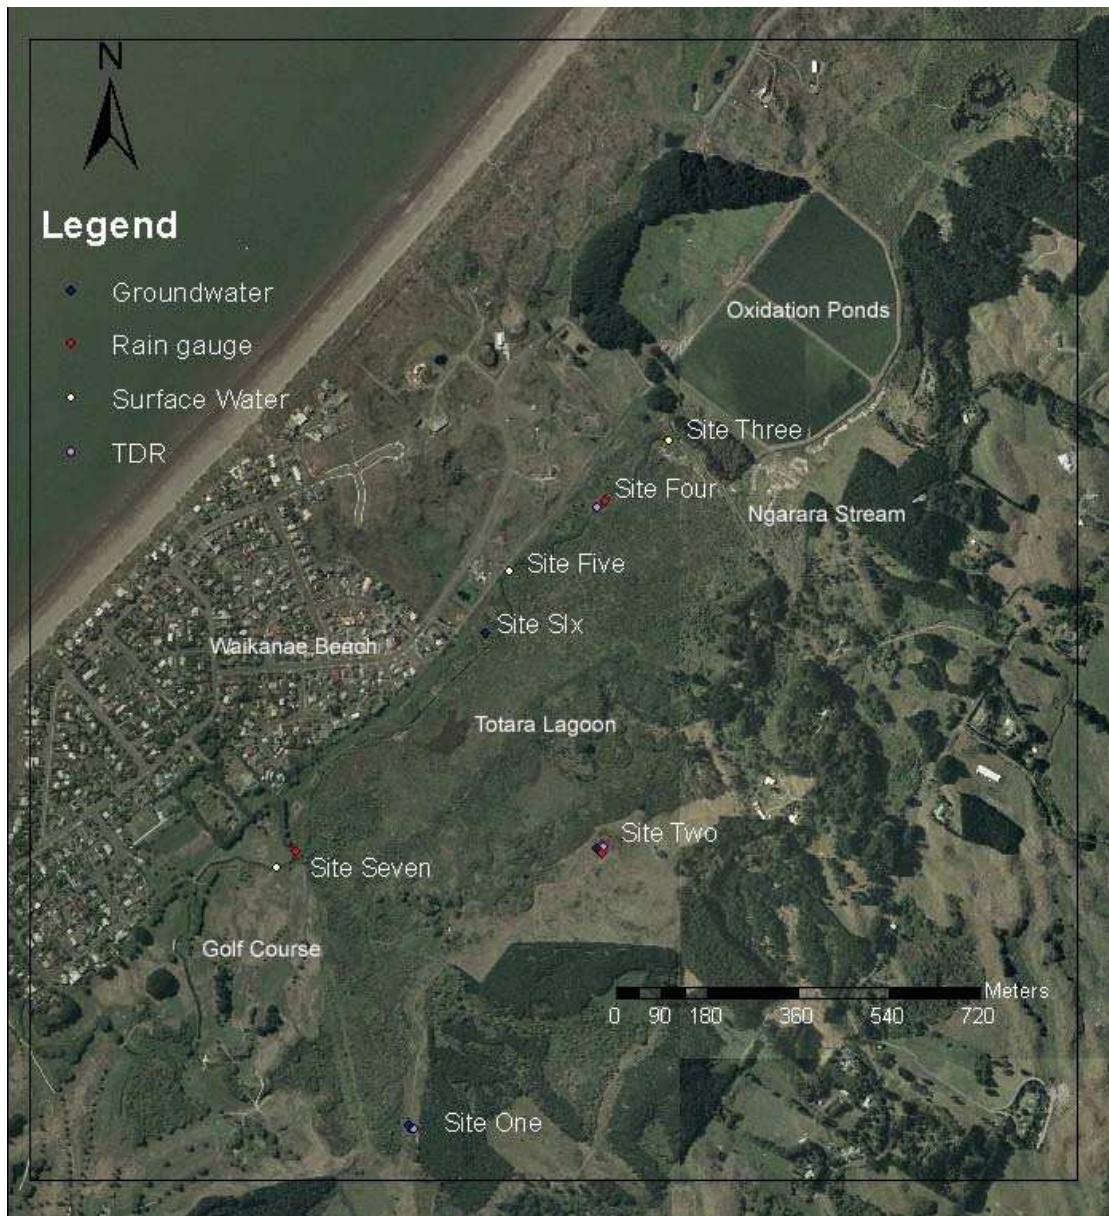 N
Legend
Groundwater
Rain gauge
Surface Water
TDR
Oxidation Ponds
Site Three
Site Four
Ngarara Stream
Site Five
Site SIx
Waikanae Beach
Totara Lagoon
Site Two
Site Seven
Golf Course
Meters
0 90 180 360 540 720
Site One